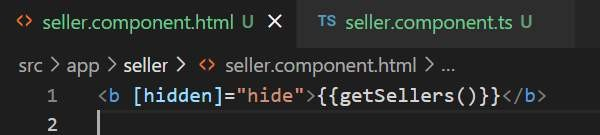 <> seller.component.html U × TS seller.component.ts U
src > app > seller > <> seller.component.html > ...
1 <b [hidden]="hide">{{getSellers()}}</b>
2